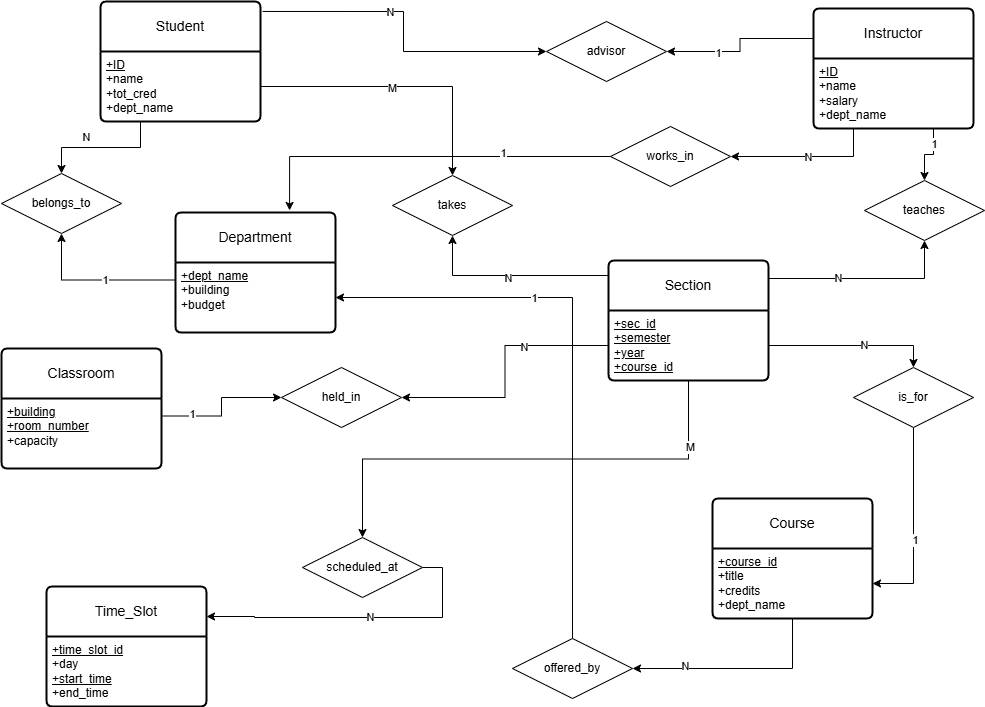 Student
+ID
+name
+tot_cred
+dept_name
N
advisor
1
Instructor
+ID
+name
+salary
+dept_name
M
N
1
works_in
N
1
belongs_to
takes
teaches
Department
+dept_name
+building
+budget
1
N
Section
+sec_id
+semester
+year
+course_id
N
1
N
N
Classroom
+building
+room_number
+capacity
1
held_in
is_for
M
1
Course
+course_id
+title
+credits
+dept_name
scheduled_at
Time_Slot
+time_slot_id
+day
+start_time
+end_time
N
offered_by
N